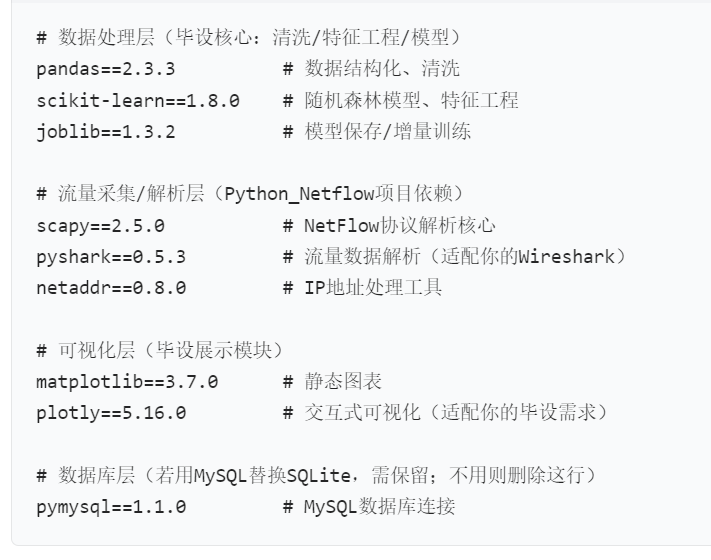 # 数据处理层（毕设核心：清洗/特征工程/模型）
pandas==2.3.3 # 数据结构化、清洗
scikit-learn==1.8.0 # 随机森林模型、特征工程
joblib==1.3.2 # 模型保存/增量训练
# 流量采集/解析层（Python_Netflow项目依赖）
scapy==2.5.0 # NetFlow协议解析核心
pyshark==0.5.3 # 流量数据解析（适配你的Wireshark）
netaddr==0.8.0 # IP地址处理工具
# 可视化层（毕设展示模块）
matplotlib==3.7.0 # 静态图表
plotly==5.16.0 # 交互式可视化（适配你的毕设需求）
# 数据库层（若用MySQL替换SQLite，需保留；不用则删除这行）
pymysql==1.1.0 # MySQL数据库连接